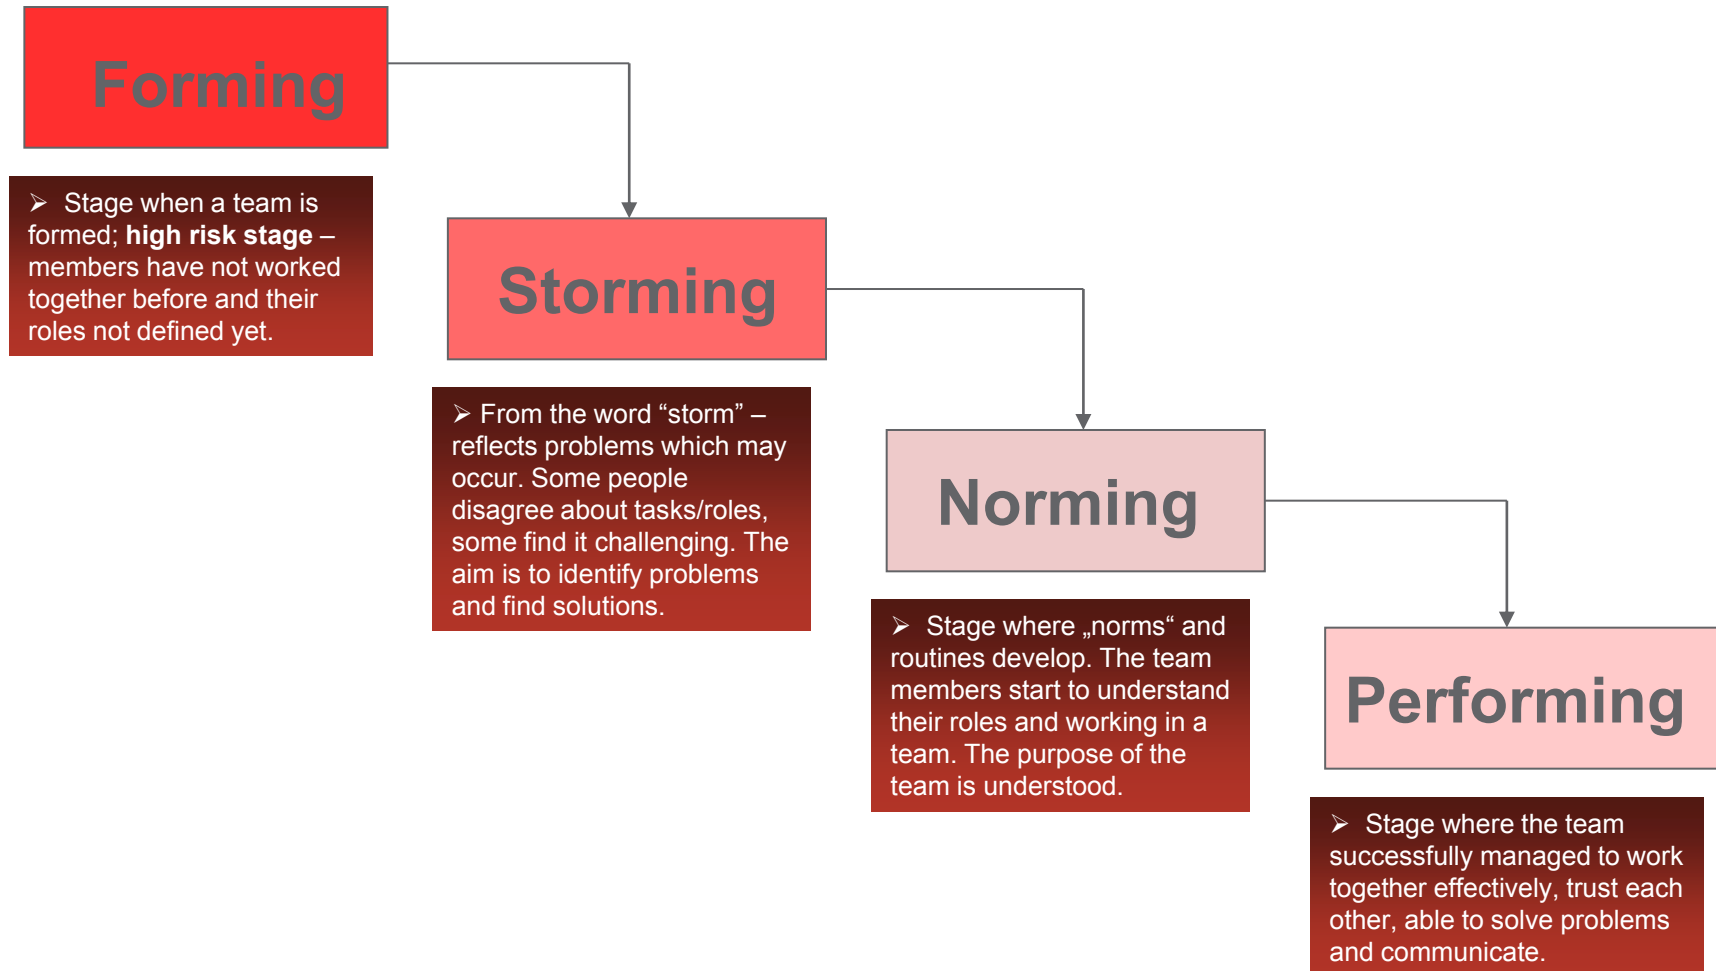 Forming
➢ Stage when a team is
formed; high risk stage –
members have not worked
together before and their
roles not defined yet.
Storming
➢ From the word “storm” –
reflects problems which may
occur. Some people
disagree about tasks/roles,
some find it challenging. The
aim is to identify problems
and find solutions.
Norming
➢ Stage where „norms“ and
routines develop. The team
members start to understand
their roles and working in a
team. The purpose of the
team is understood.
Performing
➢ Stage where the team
successfully managed to work
together effectively, trust each
other, able to solve problems
and communicate.